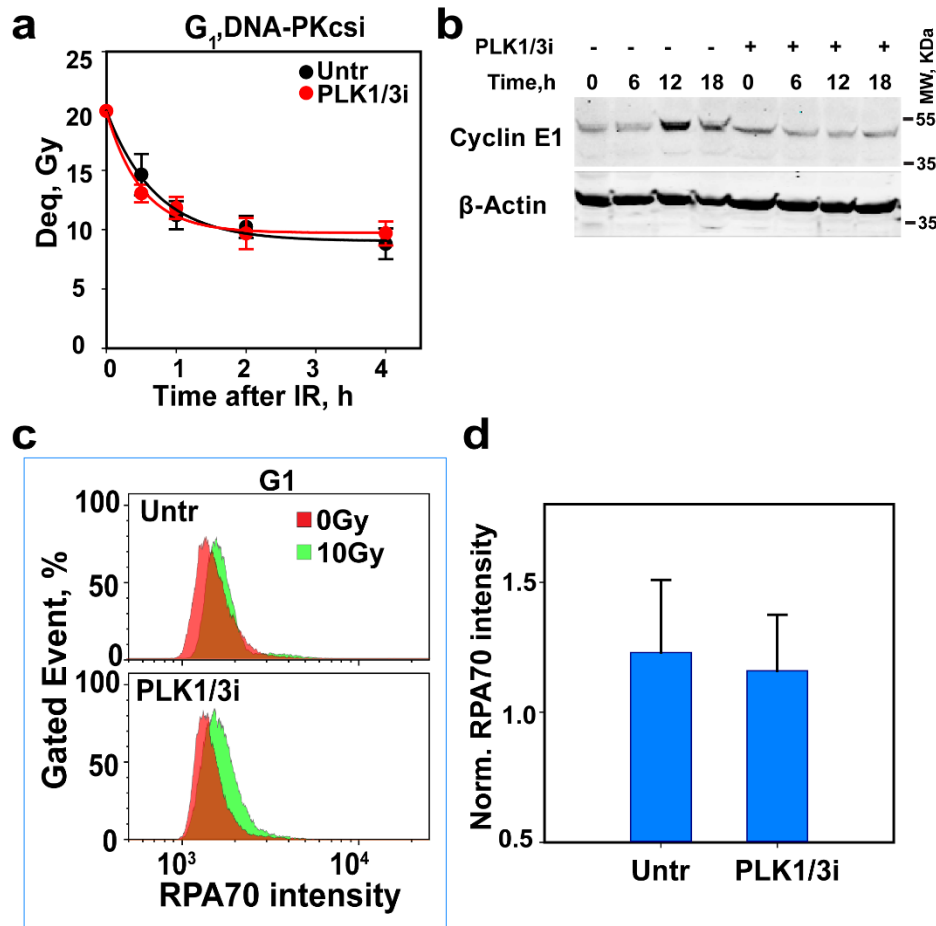 a
G1,DNA-PKcsi
Untr
PLK1/3i
25
20
15
10
5
0
Deq, Gy
0 1 2 3 4
Time after IR, h
b
PLK1/3i - - - - + + + +
Time,h 0 6 12 18 0 6 12 18
MW, KDa
Cyclin E1
55
35
β-Actin
35
c
G1
Untr
0Gy
10Gy
100
50
0
PLK1/3i
100
50
0
Gated Event, %
10³ 10⁴
RPA70 intensity
d
Norm. RPA70 intensity
1.5
1.0
0.5
Untr PLK1/3i